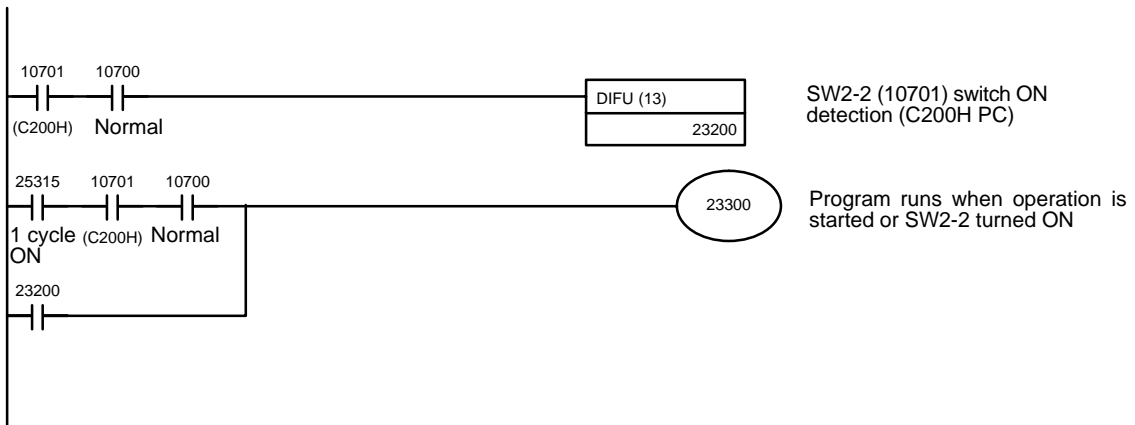 10701 10700
DIFU (13)
SW2-2 (10701) switch ON
detection (C200H PC)
(C200H) Normal
23200
25315 10701 10700
23300
Program runs when operation is
started or SW2-2 turned ON
1 cycle (C200H) Normal
ON
23200